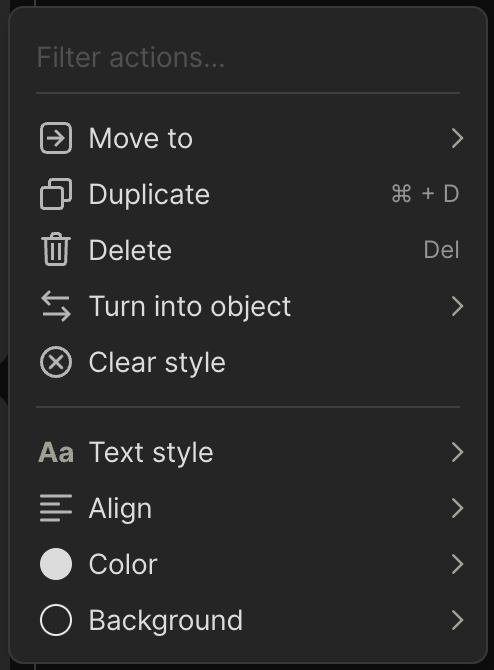 Filter actions...
Move to
Duplicate ⌘ + D
Delete Del
Turn into object
Clear style
Aa Text style
Align
Color
Background